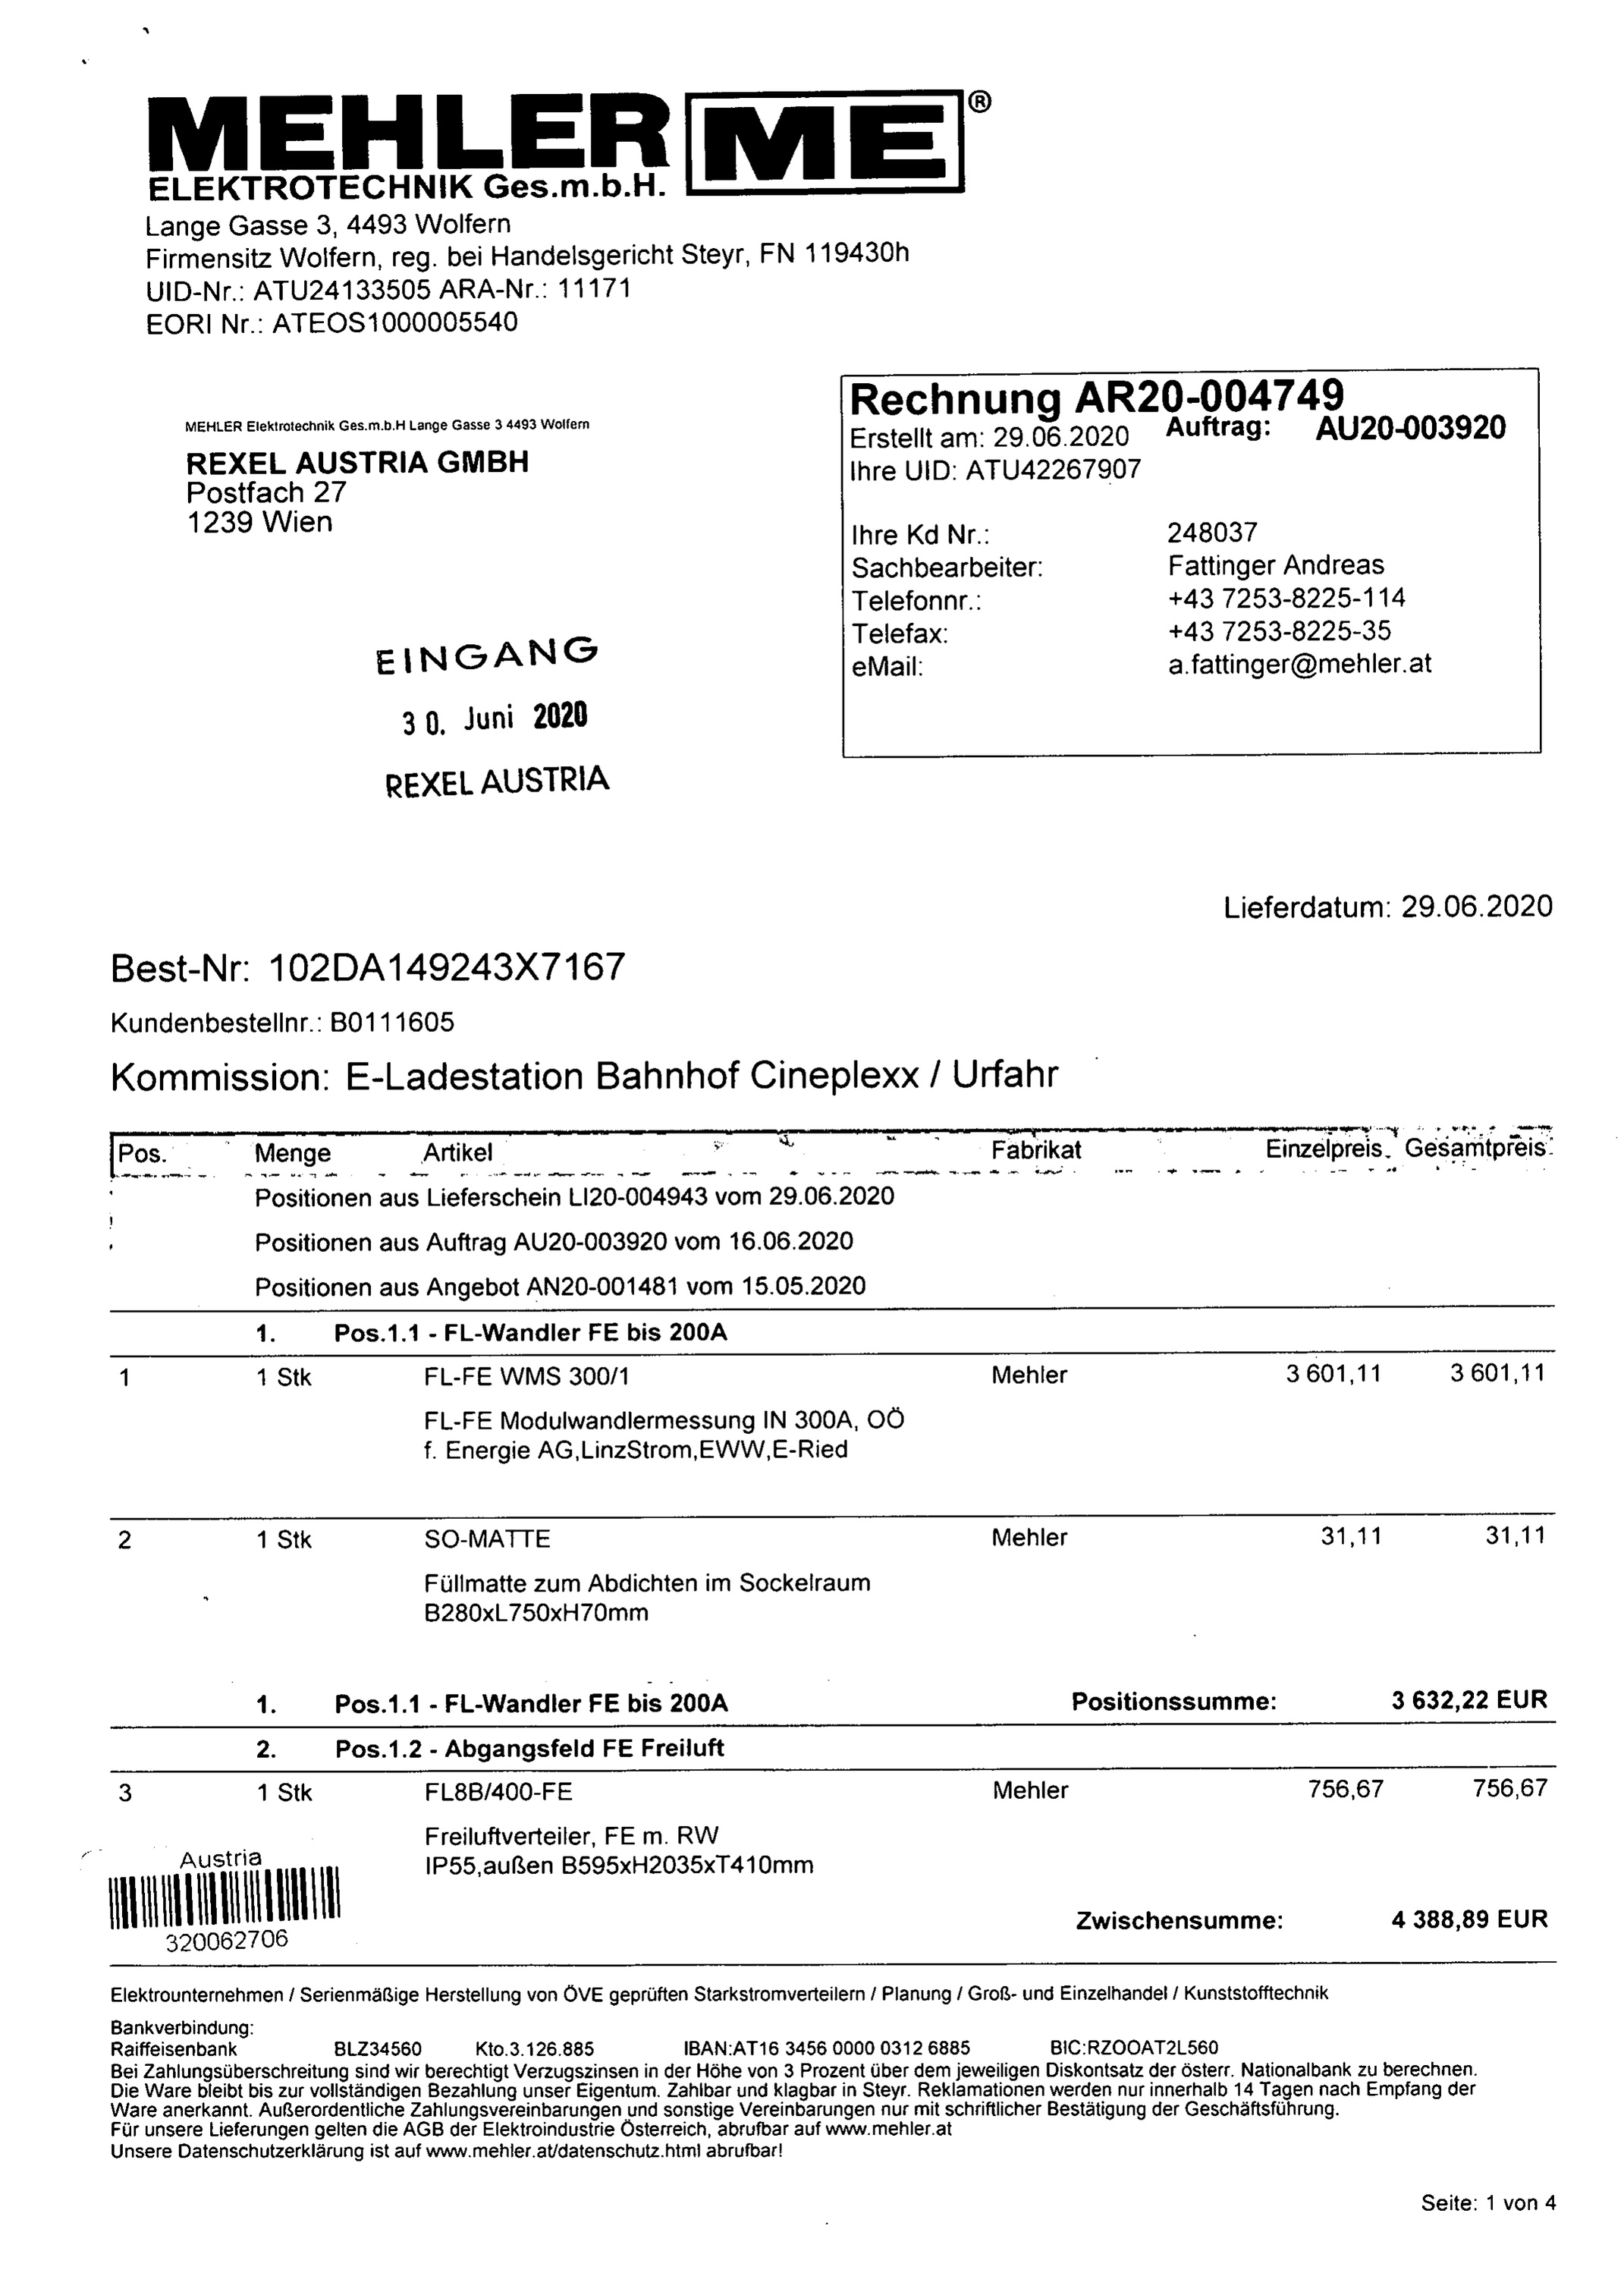 MEHLER ME ®
ELEKTROTECHNIK Ges.m.b.H.
Lange Gasse 3, 4493 Wolfern
Firmensitz Wolfern, reg. bei Handelsgericht Steyr, FN 119430h
UID-Nr.: ATU24133505 ARA-Nr.: 11171
EORI Nr.: ATEOS1000005540
MEHLER Elektrotechnik Ges.m.b.H Lange Gasse 3 4493 Wolfern
REXEL AUSTRIA GMBH
Postfach 27
1239 Wien
Rechnung AR20-004749
Erstellt am: 29.06.2020 Auftrag: AU20-003920
Ihre UID: ATU42267907
Ihre Kd Nr.: 248037
Sachbearbeiter: Fattinger Andreas
Telefonnr.: +43 7253-8225-114
Telefax: +43 7253-8225-35
eMail: a.fattinger@mehler.at
EINGANG
30. Juni 2020
REXEL AUSTRIA
Lieferdatum: 29.06.2020
Best-Nr: 102DA149243X7167
Kundenbestellnr.: B0111605
Kommission: E-Ladestation Bahnhof Cineplexx / Urfahr
Pos. Menge Artikel Fabrikat Einzelpreis Gesamtpreis
Positionen aus Lieferschein LI20-004943 vom 29.06.2020
Positionen aus Auftrag AU20-003920 vom 16.06.2020
Positionen aus Angebot AN20-001481 vom 15.05.2020
1. Pos.1.1 - FL-Wandler FE bis 200A
1 1 Stk FL-FE WMS 300/1 Mehler 3 601,11 3 601,11
FL-FE Modulwandlermessung IN 300A, OÖ
f. Energie AG,LinzStrom,EWW,E-Ried
2 1 Stk SO-MATTE Mehler 31,11 31,11
Füllmatte zum Abdichten im Sockelraum
B280xL750xH70mm
1. Pos.1.1 - FL-Wandler FE bis 200A Positionssumme: 3 632,22 EUR
2. Pos.1.2 - Abgangsfeld FE Freiluft
3 1 Stk FL8B/400-FE Mehler 756,67 756,67
Freiluftverteiler, FE m. RW
IP55,außen B595xH2035xT410mm
Austria
320062706
Zwischensumme: 4 388,89 EUR
Elektrounternehmen / Serienmäßige Herstellung von ÖVE geprüften Starkstromverteilern / Planung / Groß- und Einzelhandel / Kunststofftechnik
Bankverbindung:
Raiffeisenbank BLZ34560 Kto.3.126.885 IBAN:AT16 3456 0000 0312 6885 BIC:RZOOAT2L560
Bei Zahlungsüberschreitung sind wir berechtigt Verzugszinsen in der Höhe von 3 Prozent über dem jeweiligen Diskontsatz der österr. Nationalbank zu berechnen.
Die Ware bleibt bis zur vollständigen Bezahlung unser Eigentum. Zahlbar und klagbar in Steyr. Reklamationen werden nur innerhalb 14 Tagen nach Empfang der
Ware anerkannt. Außerordentliche Zahlungsvereinbarungen und sonstige Vereinbarungen nur mit schriftlicher Bestätigung der Geschäftsführung.
Für unsere Lieferungen gelten die AGB der Elektroindustrie Österreich, abrufbar auf www.mehler.at
Unsere Datenschutzerklärung ist auf www.mehler.at/datenschutz.html abrufbar!
Seite: 1 von 4